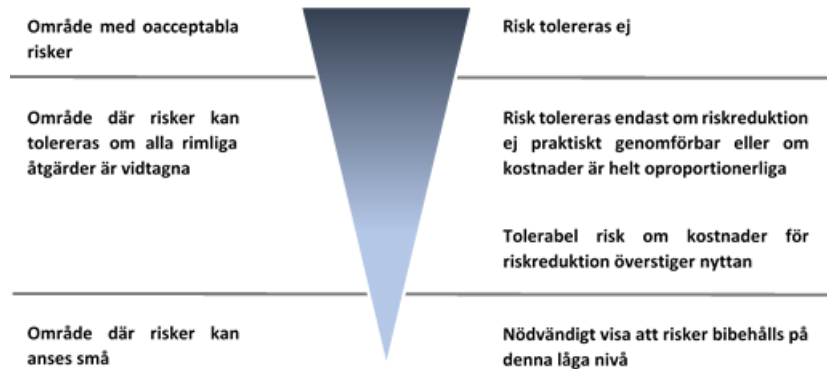 Område med oacceptabla
risker
Risk tolereras ej
Område där risker kan
tolereras om alla rimliga
åtgärder är vidtagna
Risk tolereras endast om riskreduktion
ej praktiskt genomförbar eller om
kostnader är helt oproportionerliga
Tolerabel risk om kostnader för
riskreduktion överstiger nyttan
Område där risker kan
anses små
Nödvändigt visa att risker bibehålls på
denna låga nivå